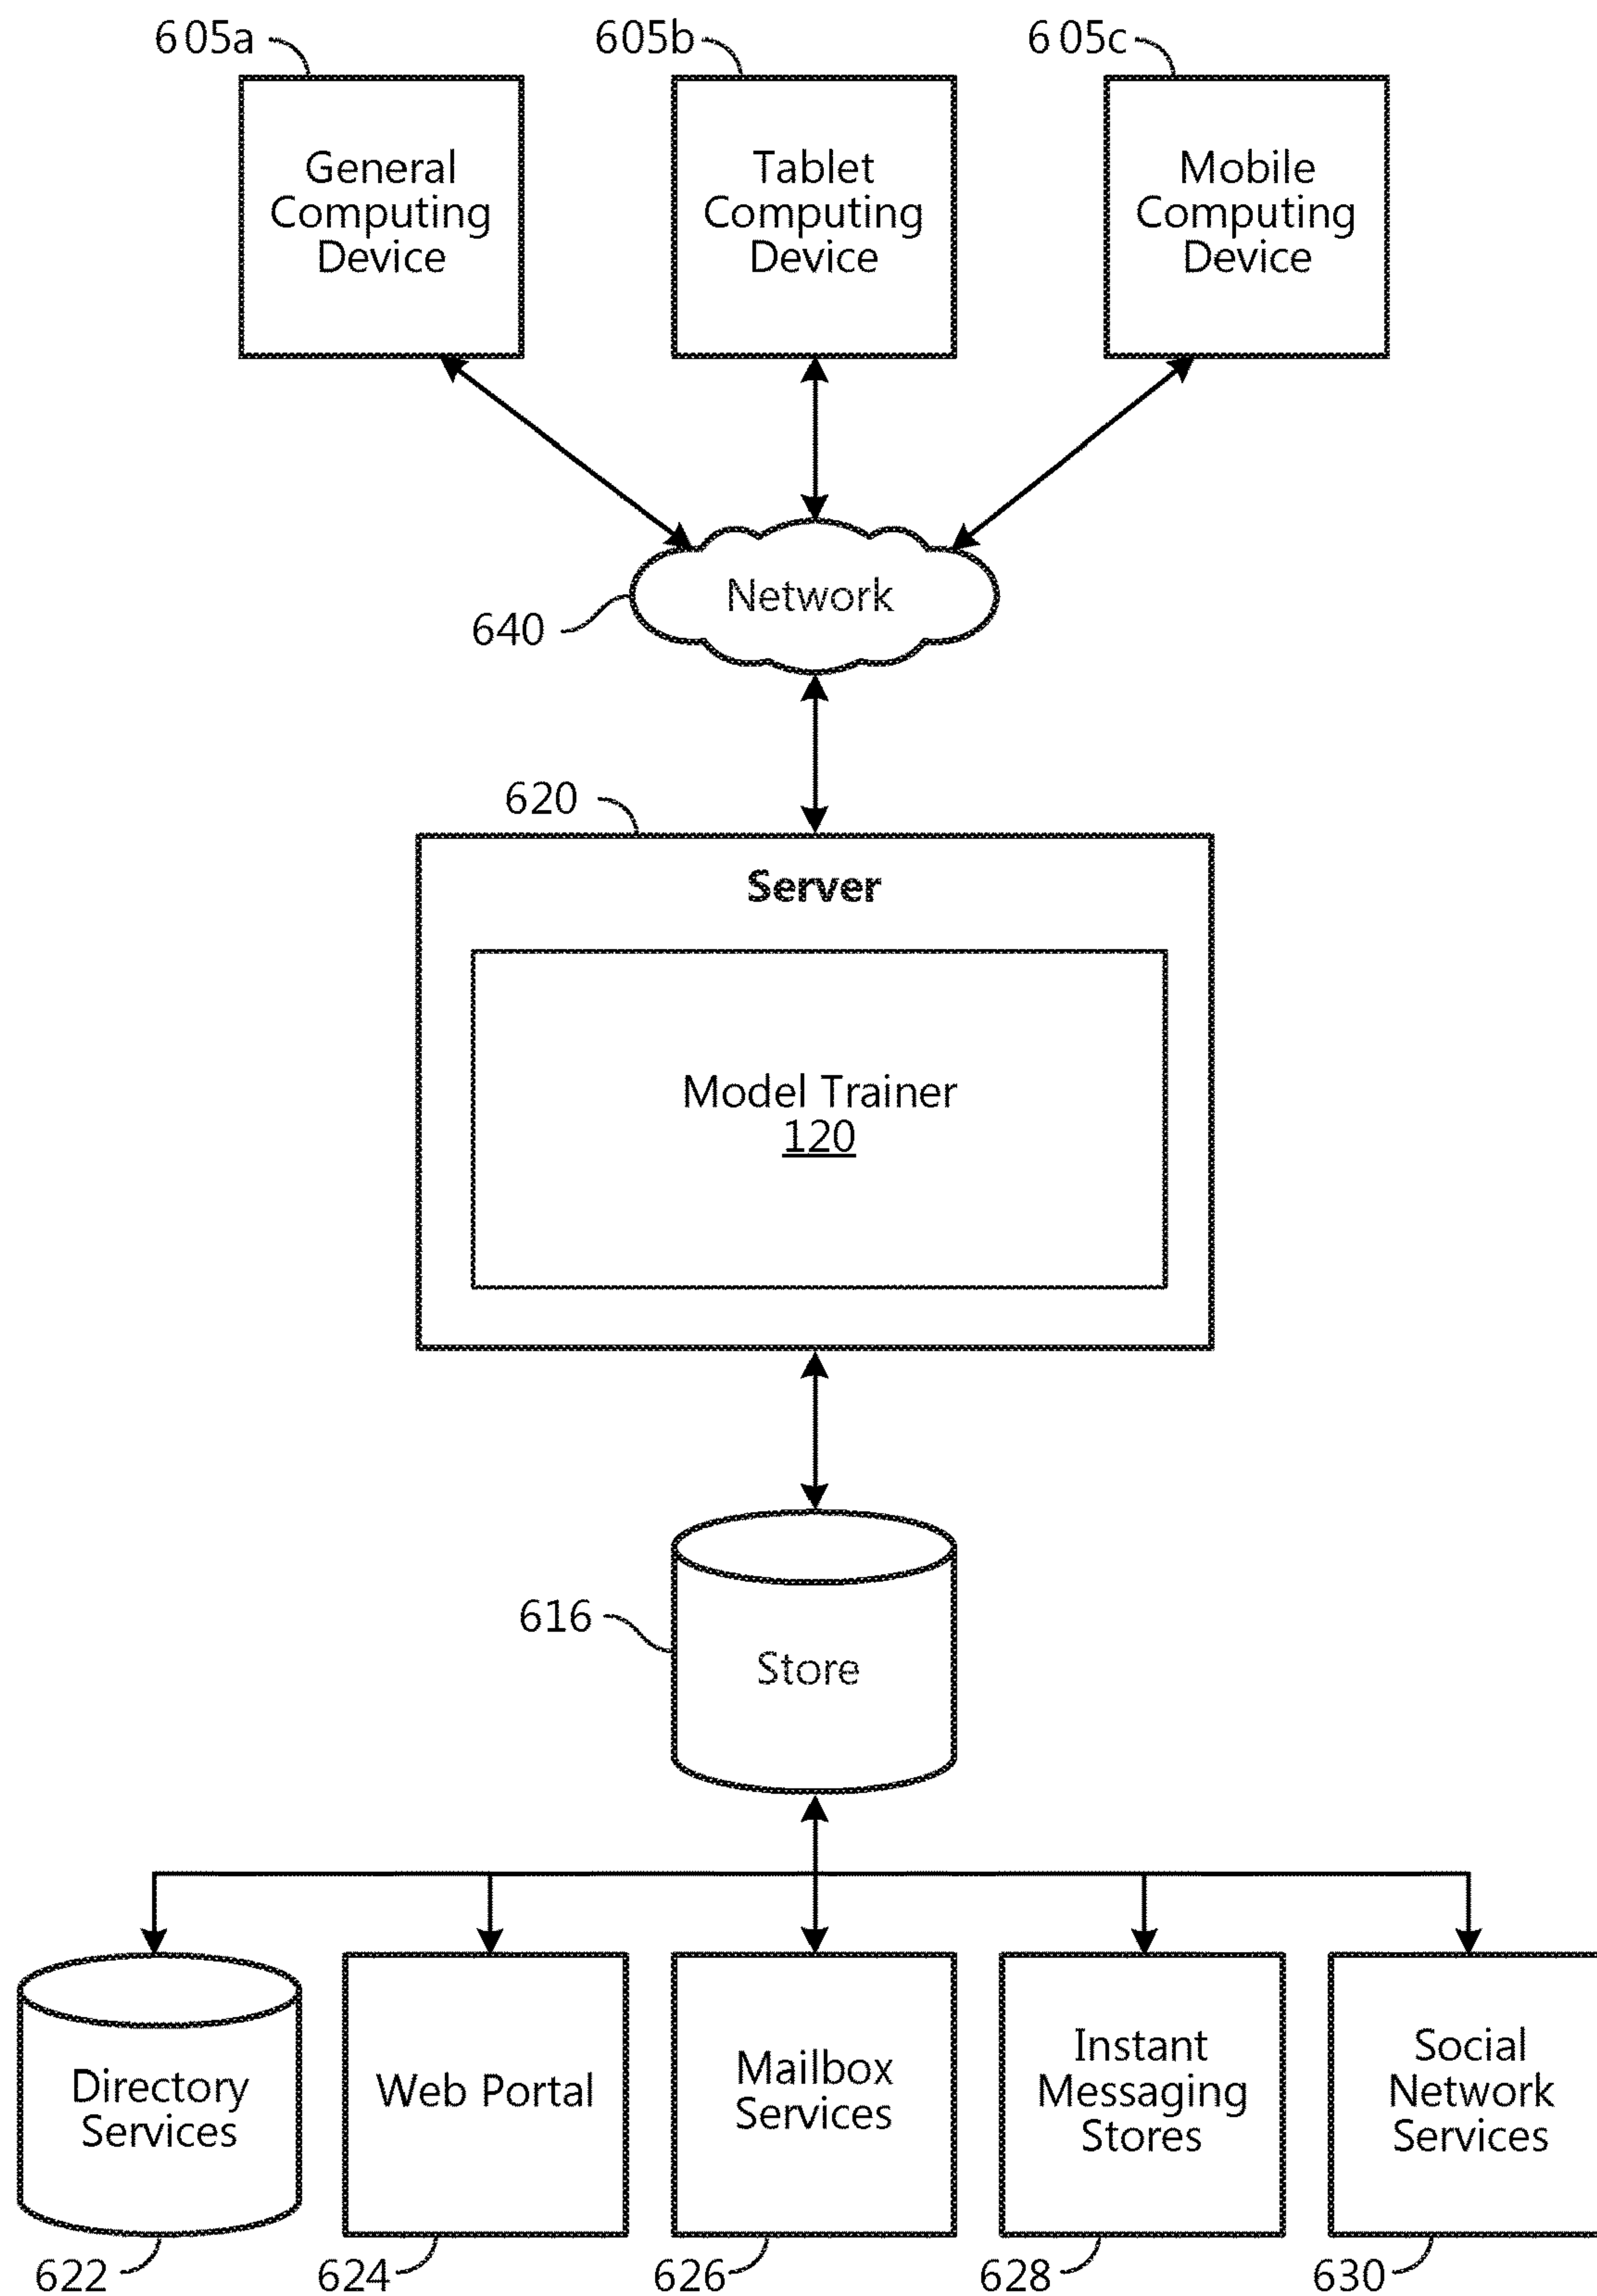 605a
605b
605c
General
Computing
Device
Tablet
Computing
Device
Mobile
Computing
Device
Network
640
620
Server
Model Trainer
120
616
Store
Directory
Services
Web Portal
Mailbox
Services
Instant
Messaging
Stores
Social
Network
Services
622
624
626
628
630